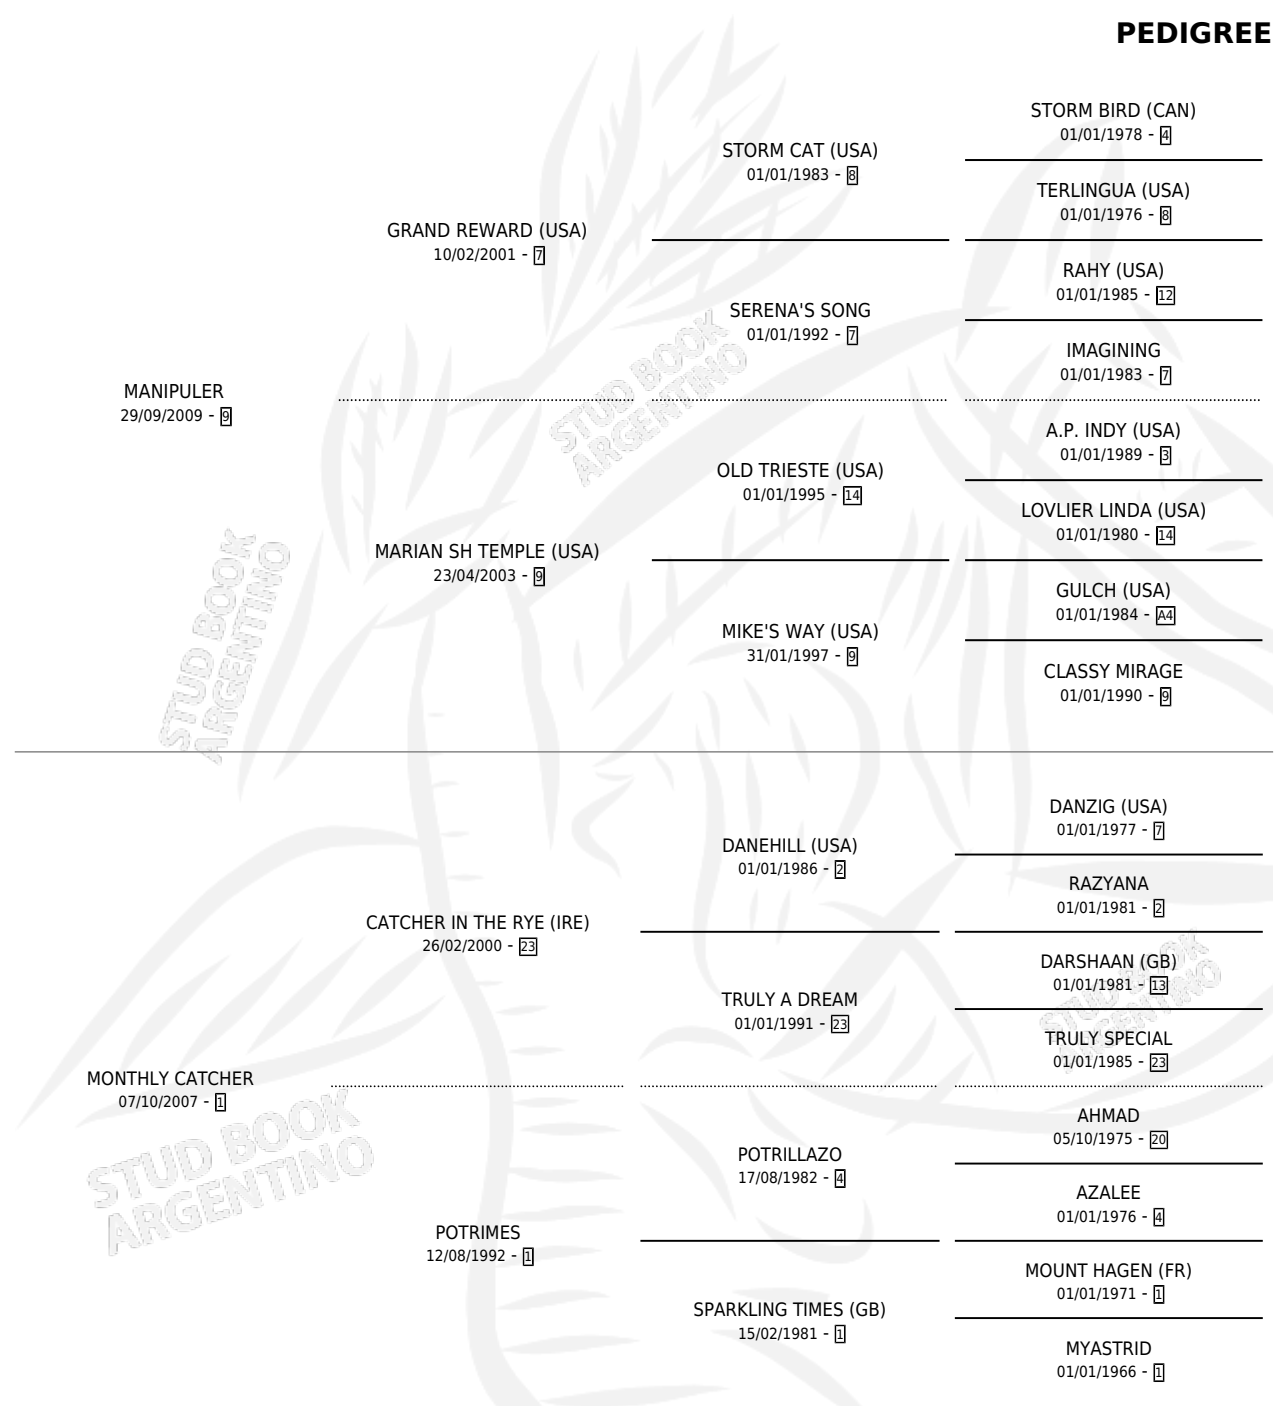 PEDIGREE
STORM BIRD (CAN)
01/01/1978 - 4
STORM CAT (USA)
01/01/1983 - 8
TERLINGUA (USA)
01/01/1976 - 8
GRAND REWARD (USA)
10/02/2001 - 7
RAHY (USA)
01/01/1985 - 12
SERENA'S SONG
01/01/1992 - 7
IMAGINING
01/01/1983 - 7
MANIPULER
29/09/2009 - 9
A.P. INDY (USA)
01/01/1989 - 3
OLD TRIESTE (USA)
01/01/1995 - 14
LOVLIER LINDA (USA)
01/01/1980 - 14
MARIAN SH TEMPLE (USA)
23/04/2003 - 9
GULCH (USA)
01/01/1984 - A4
MIKE'S WAY (USA)
31/01/1997 - 9
CLASSY MIRAGE
01/01/1990 - 9
DANZIG (USA)
01/01/1977 - 7
DANEHILL (USA)
01/01/1986 - 2
RAZYANA
01/01/1981 - 2
CATCHER IN THE RYE (IRE)
26/02/2000 - 23
DARSHAAN (GB)
01/01/1981 - 13
TRULY A DREAM
01/01/1991 - 23
TRULY SPECIAL
01/01/1985 - 23
MONTHLY CATCHER
07/10/2007 - 1
AHMAD
05/10/1975 - 20
POTRILLAZO
17/08/1982 - 4
AZALEE
01/01/1976 - 4
POTRIMES
12/08/1992 - 1
MOUNT HAGEN (FR)
01/01/1971 - 1
SPARKLING TIMES (GB)
15/02/1981 - 1
MYASTRID
01/01/1966 - 1
STUD BOOK
ARGENTINO
STUD BOOK
ARGENTINO
STUD BOOK
ARGENTINO
STUD BOOK
ARGENTINO